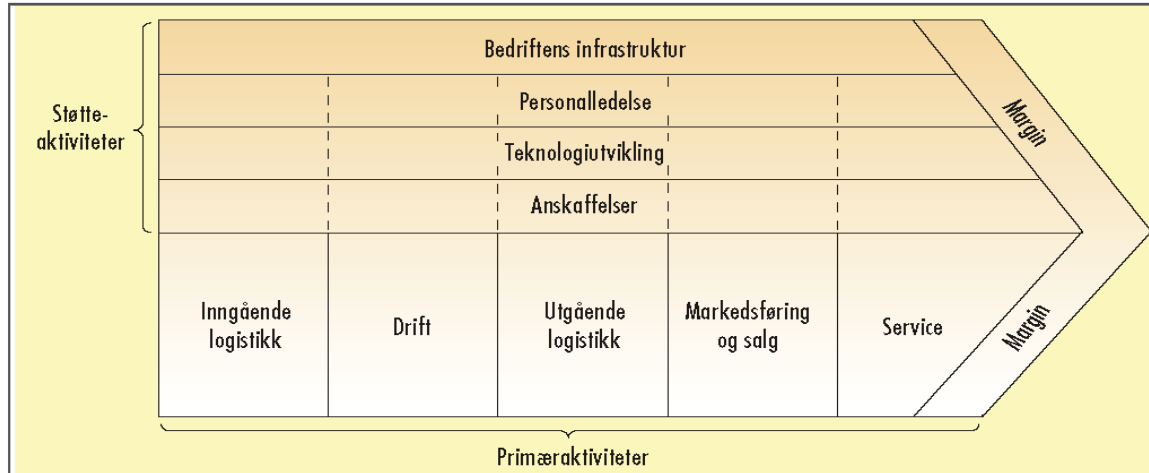 Bedriftens infrastruktur
Støtte-
aktiviteter
Personalledelse
Teknologiutvikling
Anskaffelser
Margin
Inngående
logistikk
Drift
Utgående
logistikk
Markedsføring
og salg
Service
Margin
Primæraktiviteter